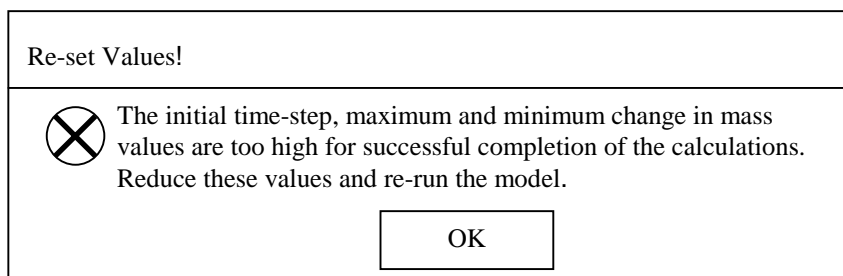 Re-set Values!
The initial time-step, maximum and minimum change in mass
values are too high for successful completion of the calculations.
Reduce these values and re-run the model.
OK